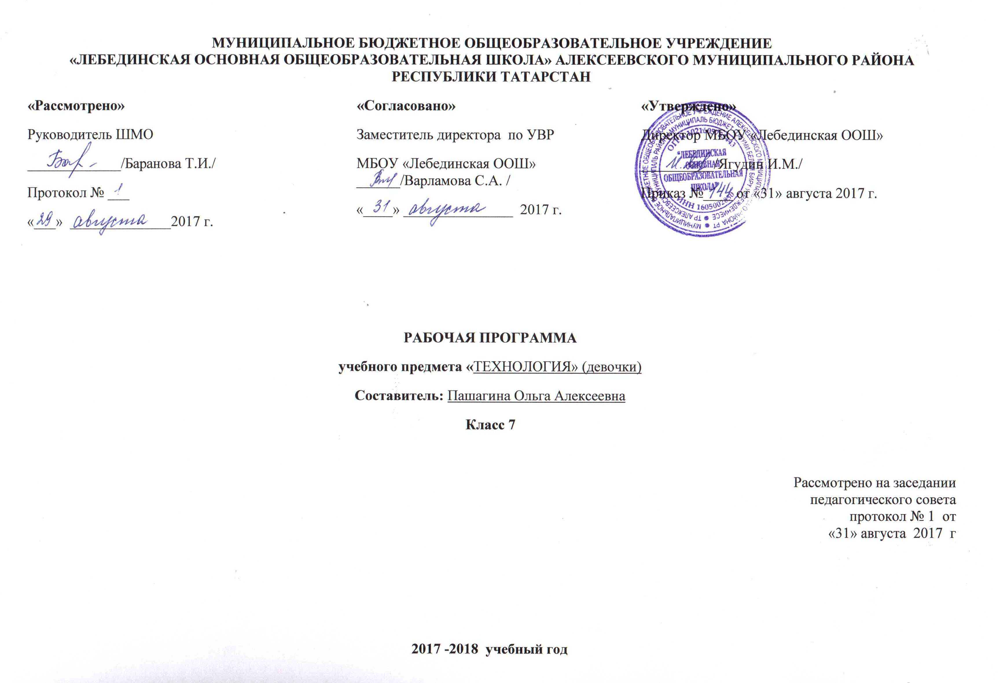 МУНИЦИПАЛЬНОЕ БЮДЖЕТНОЕ ОБЩЕОБРАЗОВАТЕЛЬНОЕ УЧРЕЖДЕНИЕ
«ЛЕБЕДИНСКАЯ ОСНОВНАЯ ОБЩЕОБРАЗОВАТЕЛЬНАЯ ШКОЛА» АЛЕКСЕЕВСКОГО МУНИЦИПАЛЬНОГО РАЙОНА
РЕСПУБЛИКИ ТАТАРСТАН
«Рассмотрено»
Руководитель ШМО
/Баранова Т.И./
Протокол № 1
«29» августа 2017 г.
«Согласовано»
Заместитель директора по УВР
МБОУ «Лебединская ООШ»
/Варламова С.А. /
«31» августа 2017 г.
«Утверждено»
Директор МБОУ «Лебединская ООШ»
/Ягудин И.М./
Приказ № 144 от «31» августа 2017 г.
"ЛЕБЕДИНСКАЯ
ОСНОВНАЯ
ОБЩЕОБРАЗОВАТЕЛЬНАЯ
ШКОЛА"
ИНН 1605002830
РАБОЧАЯ ПРОГРАММА
учебного предмета «ТЕХНОЛОГИЯ» (девочки)
Составитель: Пашагина Ольга Алексеевна
Класс 7
Рассмотрено на заседании
педагогического совета
протокол № 1 от
«31» августа 2017 г
2017 -2018 учебный год